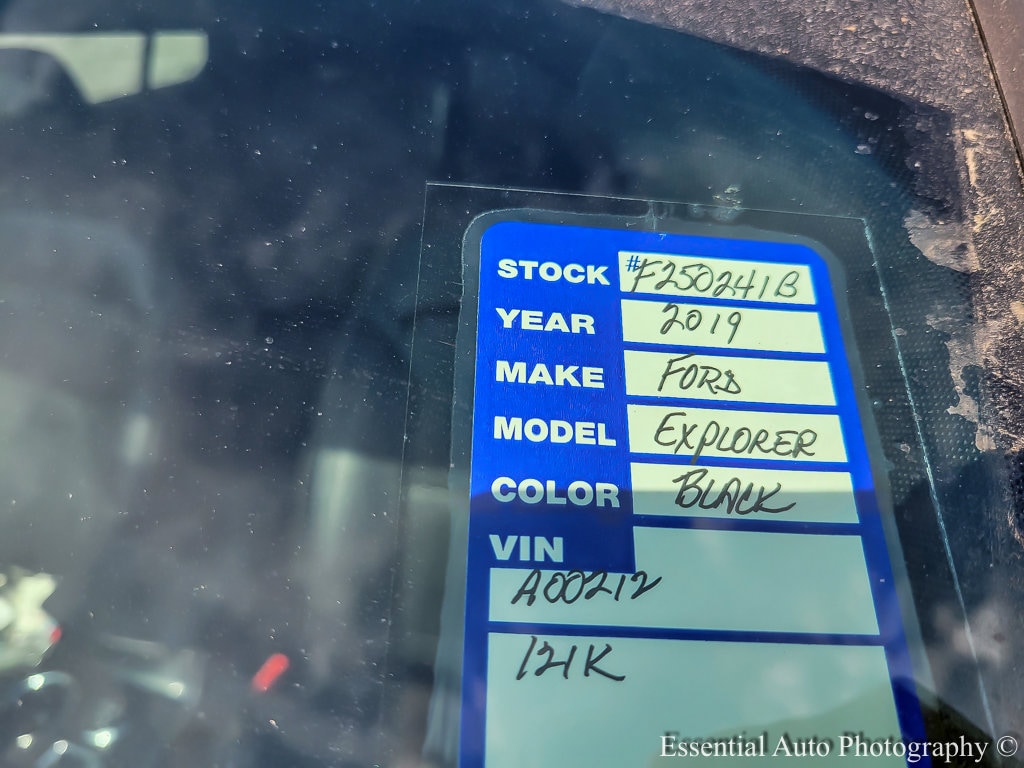 STOCK #F250241B
YEAR 2019
MAKE FORD
MODEL EXPLORER
COLOR BLACK
VIN
A00212
121K
Essential Auto Photography ©